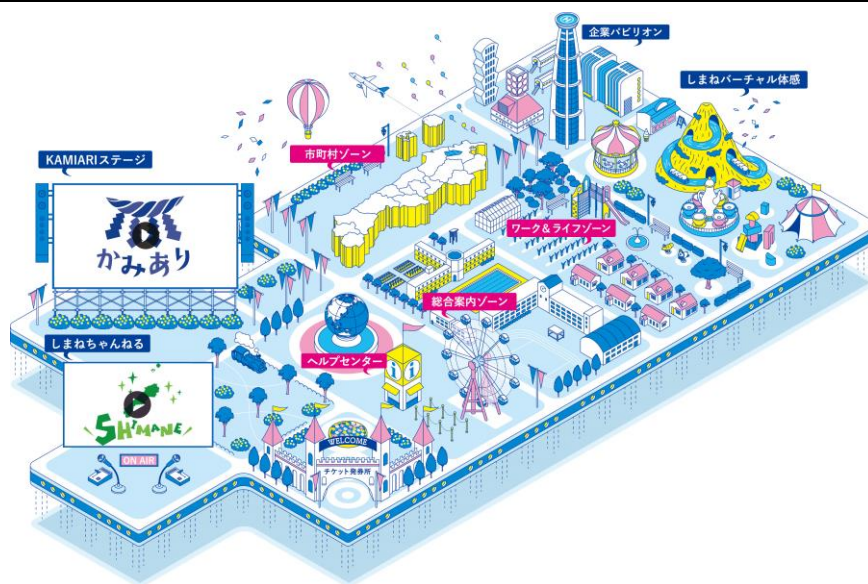 企業パビリオン
しまねバーチャル体感
KAMIARIステージ
市町村ゾーン
かみあり
ワーク＆ライフゾーン
総合案内ゾーン
しまねちゃんねる
ヘルプセンター
SHIMANE
i i
WELCOME
チケット発券所
ON AIR